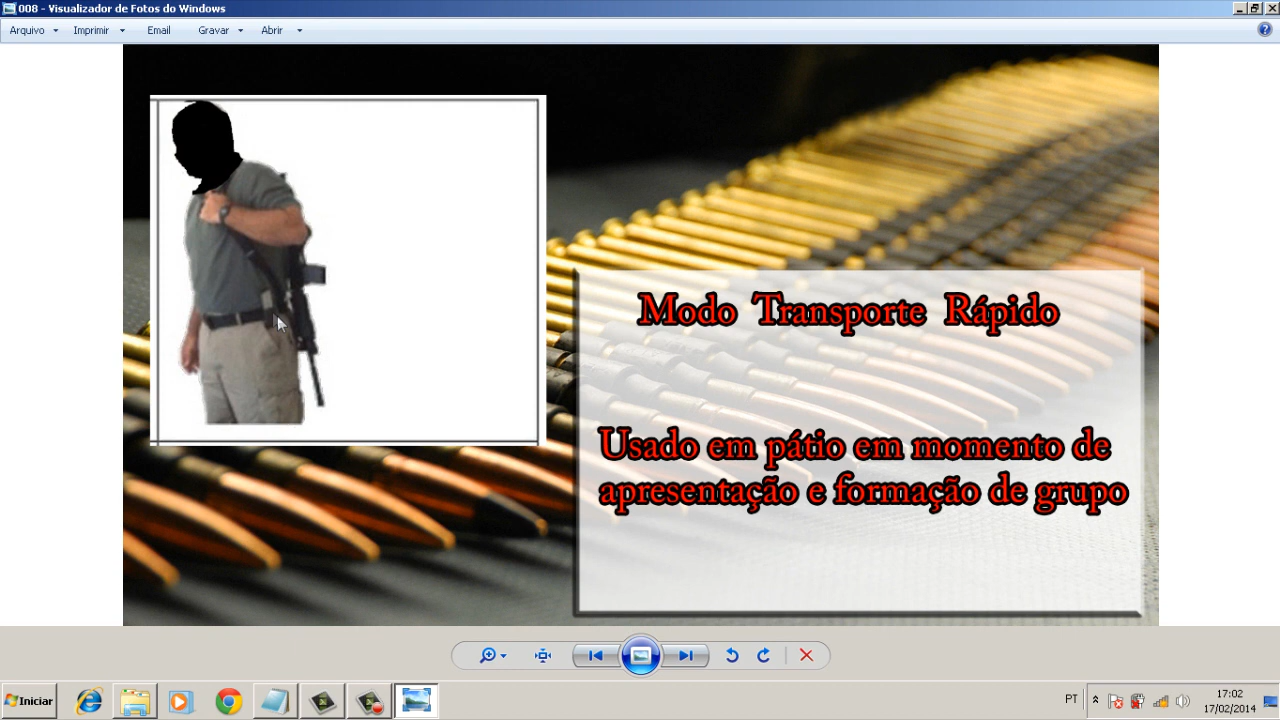 008 - Visualizador de Fotos do Windows
Arquivo Imprimir Email Gravar Abrir
Modo Transporte Rápido
Usado em pátio em momento de
apresentação e formação de grupo
Iniciar
PT
17:02
17/02/2014